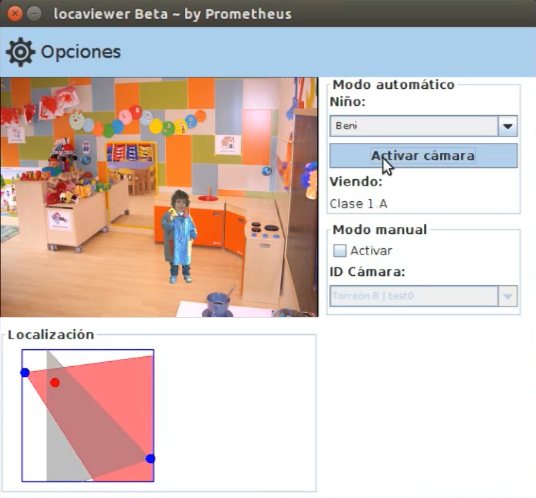 locaviewer Beta ~ by Prometheus
Opciones
Modo automático
Niño:
Beni
Activar cámara
Viendo:
Clase 1 A
Modo manual
Activar
ID Cámara:
Torreón B | test0
Localización